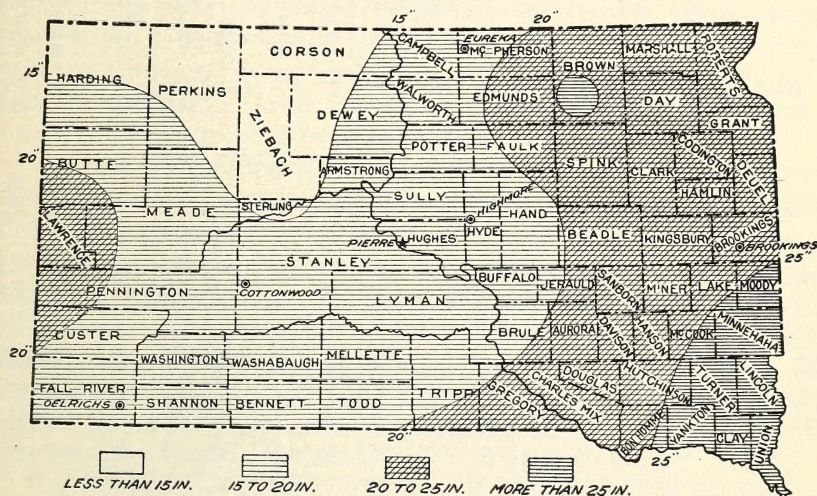 15" 20"
CORSON CAMPBELL EUREKA MCPHERSON BROWN MARSHALL ROBERTS
15" HARDING PERKINS
ZIEBACH DEWEY WALWORTH EDMUNDS DAY GRANT
20" BUTTE ARMSTRONG POTTER FAULK SPINK CLARK CODINGTON DEUEL
HAMLIN
MEADE STERLING SULLY HIGHMORE HAND
LAWRENCE PIERRE HUGHES HYDE BEADLE KINGSBURY BROOKINGS BROOKINGS
STANLEY 25"
PENNINGTON COTTONWOOD LYMAN BUFFALO JERAULD SANBORN MINER LAKE MOODY
CUSTER BRULE AURORA DAVISON HANSON MCCOOK MINNEHAHA
20" WASHINGTON WASHABAUGH MELLETTE
FALL RIVER TRIPP GREGORY CHARLES MIX DOUGLAS HUTCHINSON TURNER LINCOLN
OELRICHS SHANNON BENNETT TODD BON HOMME YANKTON CLAY UNION
20" 25"
LESS THAN 15 IN. 15 TO 20 IN. 20 TO 25 IN. MORE THAN 25 IN.